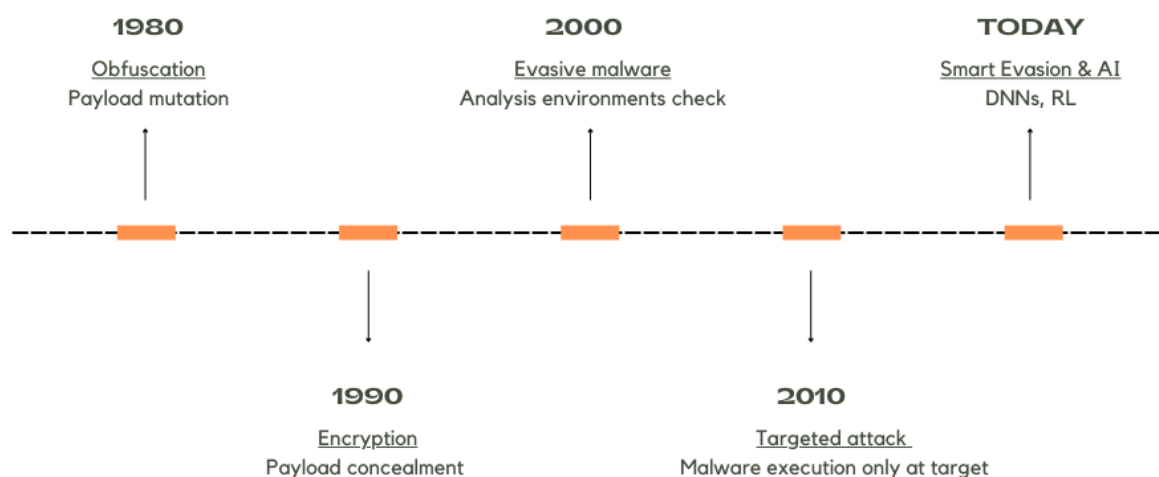 1980
Obfuscation
Payload mutation
1990
Encryption
Payload concealment
2000
Evasive malware
Analysis environments check
2010
Targeted attack
Malware execution only at target
TODAY
Smart Evasion & AI
DNNs, RL